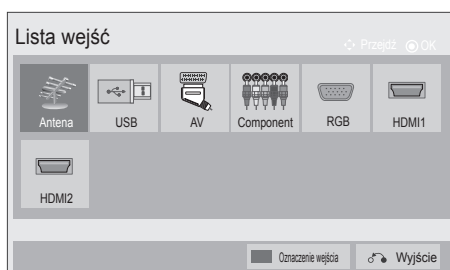 Lista wejść
Przejdź OK
Antena USB AV Component RGB HDMI1
HDMI2
Oznaczenie wejścia Wyjście